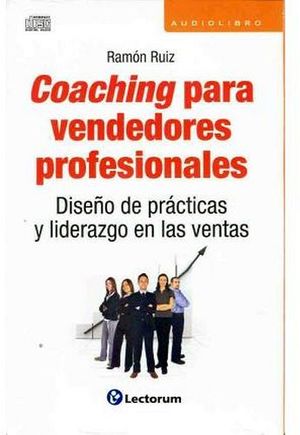 AUDIOLIBRO
Ramón Ruiz
Coaching para
vendedores
profesionales
Diseño de prácticas
y liderazgo en las ventas
Lectorum